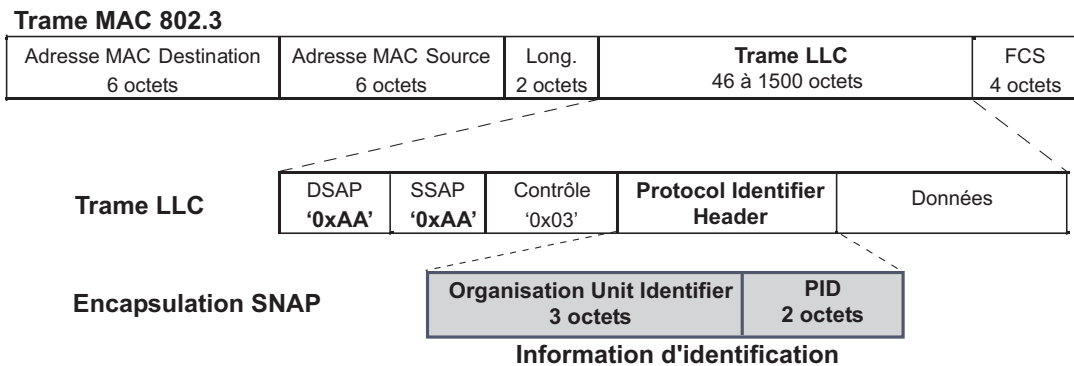 Trame MAC 802.3
Adresse MAC Destination
6 octets
Adresse MAC Source
6 octets
Long.
2 octets
Trame LLC
46 à 1500 octets
FCS
4 octets
Trame LLC
DSAP
‘0xAA’
SSAP
‘0xAA’
Contrôle
‘0x03’
Protocol Identifier
Header
Données
Encapsulation SNAP
Organisation Unit Identifier
3 octets
PID
2 octets
Information d'identification